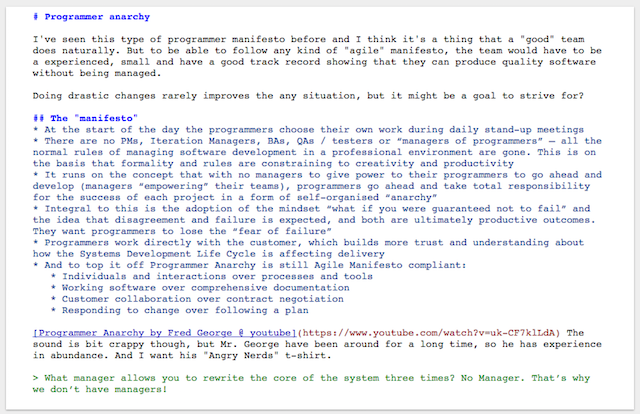 # Programmer anarchy
I've seen this type of programmer manifesto before and I think it's a thing that a "good" team
does naturally. But to be able to follow any kind of "agile" manifesto, the team would have to be
a experienced, small and have a good track record showing that they can produce quality software
without being managed.
Doing drastic changes rarely improves the any situation, but it might be a goal to strive for?
## The "manifesto"
* At the start of the day the programmers choose their own work during daily stand-up meetings
* There are no PMs, Iteration Managers, BAs, QAs / testers or “managers of programmers” — all the
normal rules of managing software development in a professional environment are gone. This is on
the basis that formality and rules are constraining to creativity and productivity
* It runs on the concept that with no managers to give power to their programmers to go ahead and
develop (managers “empowering” their teams), programmers go ahead and take total responsibility
for the success of each project in a form of self-organised “anarchy”
* Integral to this is the adoption of the mindset “what if you were guaranteed not to fail” and
the idea that disagreement and failure is expected, and both are ultimately productive outcomes.
They want programmers to lose the “fear of failure”
* Programmers work directly with the customer, which builds more trust and understanding about
how the Systems Development Life Cycle is affecting delivery
* And to top it off Programmer Anarchy is still Agile Manifesto compliant:
* Individuals and interactions over processes and tools
* Working software over comprehensive documentation
* Customer collaboration over contract negotiation
* Responding to change over following a plan
[Programmer Anarchy by Fred George @ youtube](https://www.youtube.com/watch?v=uk-CF7klLdA) The
sound is bit crappy though, but Mr. George have been around for a long time, so he has experience
in abundance. And I want his "Angry Nerds" t-shirt.
> What manager allows you to rewrite the core of the system three times? No Manager. That’s why
we don’t have managers!